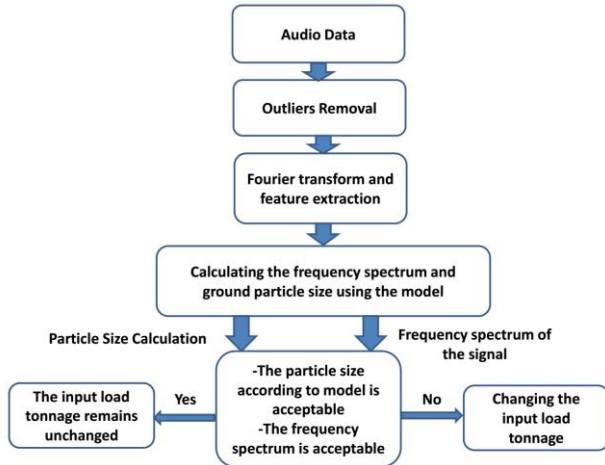 Audio Data
Outliers Removal
Fourier transform and
feature extraction
Calculating the frequency spectrum and
ground particle size using the model
Particle Size Calculation
Frequency spectrum of
the signal
-The particle size
according to model is
acceptable
-The frequency
spectrum is acceptable
Yes
The input load
tonnage remains
unchanged
No
Changing the
input load
tonnage